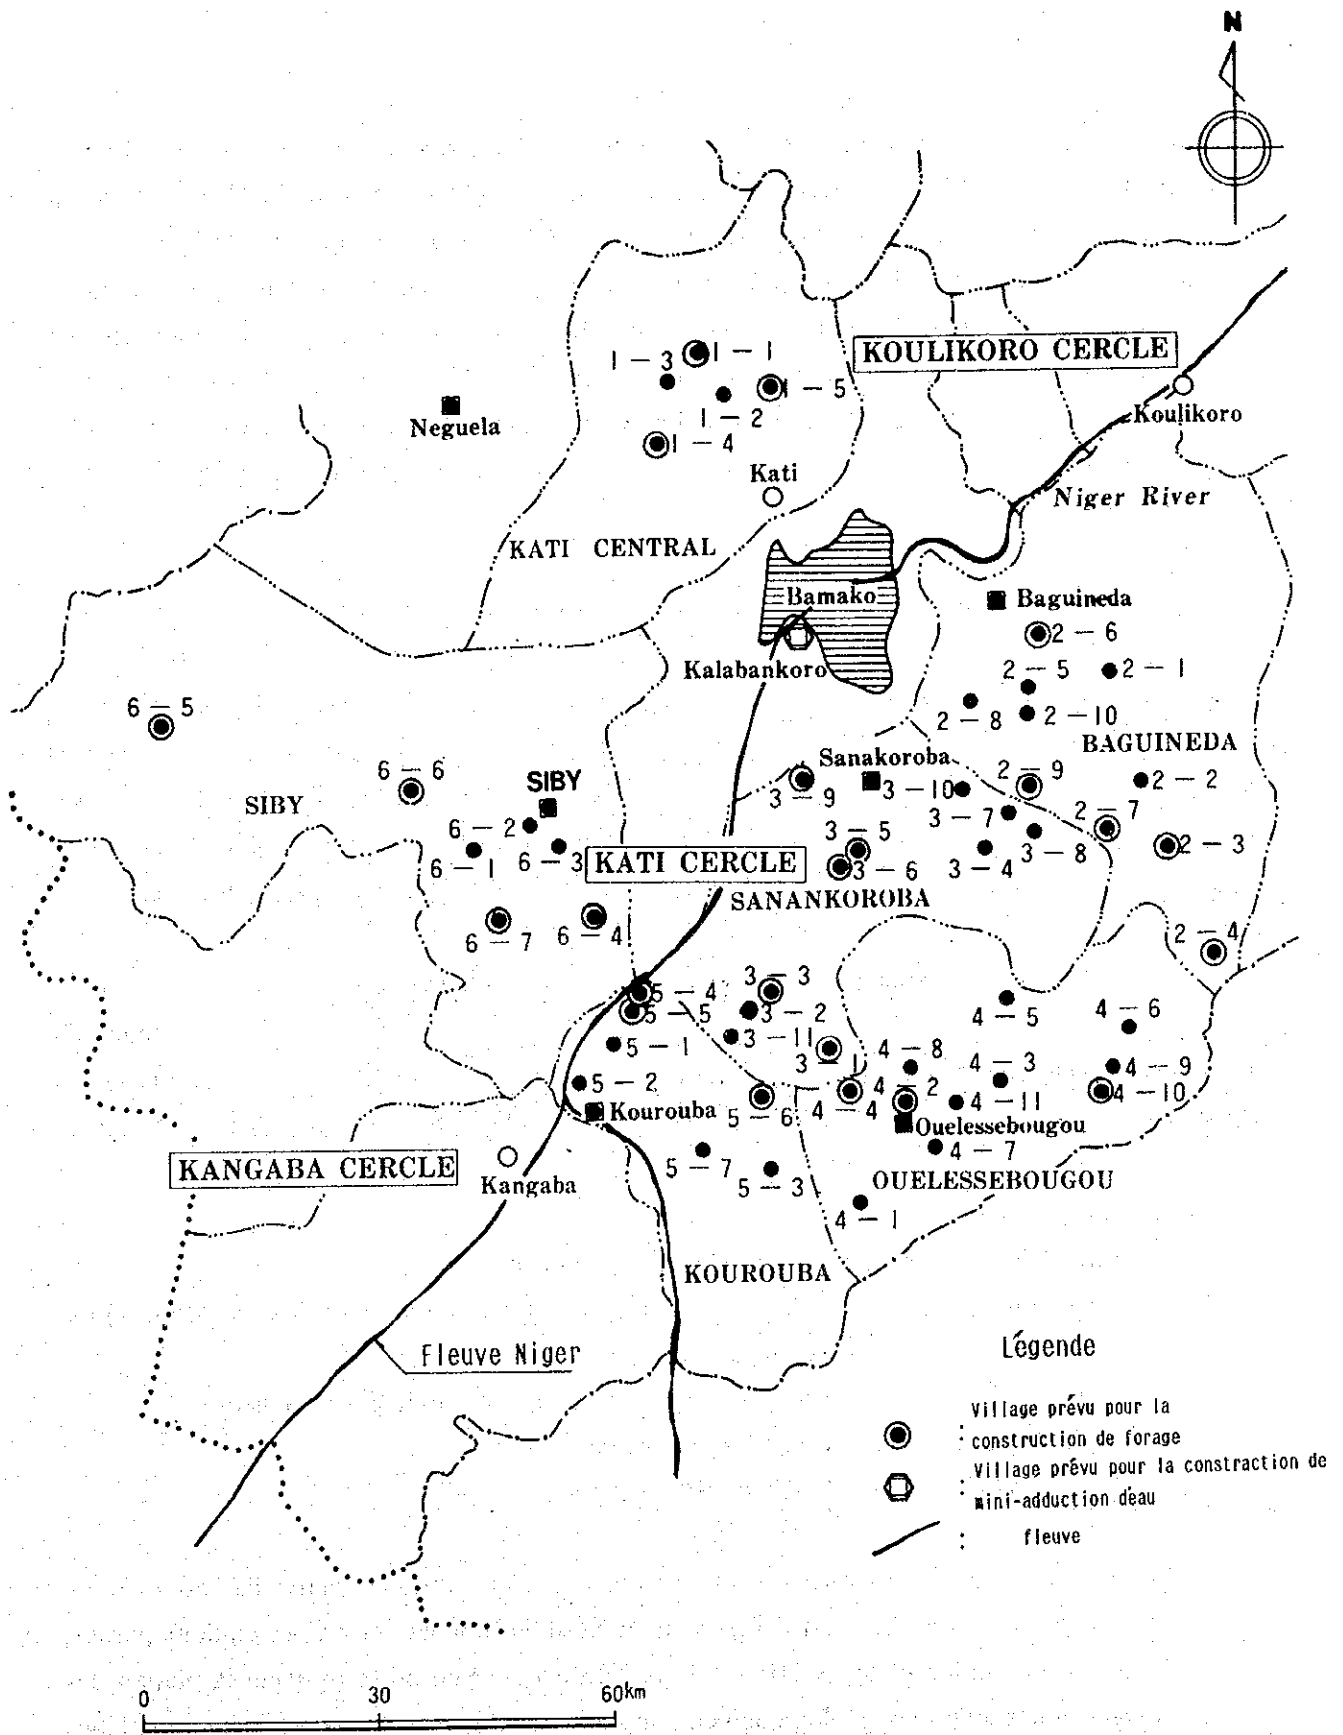 N
KOULIKORO CERCLE
1 – 3
1 – 1
1 – 5
1 – 2
1 – 4
Neguela
Koulikoro
Kati
Niger River
KATI CENTRAL
Bamako
Baguineda
2 – 6
Kalabankoro
2 – 5
2 – 1
6 – 5
2 – 8
2 – 10
BAGUINEDA
Sanakoroba
6 – 6
SIBY
SIBY
3 – 9
3 – 10
2 – 9
2 – 2
6 – 2
3 – 7
2 – 7
6 – 1
6 – 3
KATI CERCLE
3 – 5
3 – 6
3 – 4
3 – 8
2 – 3
SANANKOROBA
6 – 7
6 – 4
2 – 4
5 – 4
3 – 3
5 – 5
3 – 2
4 – 5
4 – 6
5 – 1
3 – 11
3 – 1
4 – 8
4 – 3
4 – 9
5 – 2
4 – 2
4 – 10
Kourouba
5 – 6
4 – 4
4 – 11
Ouelessebougou
KANGABA CERCLE
Kangaba
5 – 7
5 – 3
4 – 7
OUELESSEBOUGOU
4 – 1
KOUROUBA
Fleuve Niger
Légende
Village prévu pour la
: construction de forage
Village prévu pour la constraction de
: mini-adduction deau
: fleuve
0 30 60km